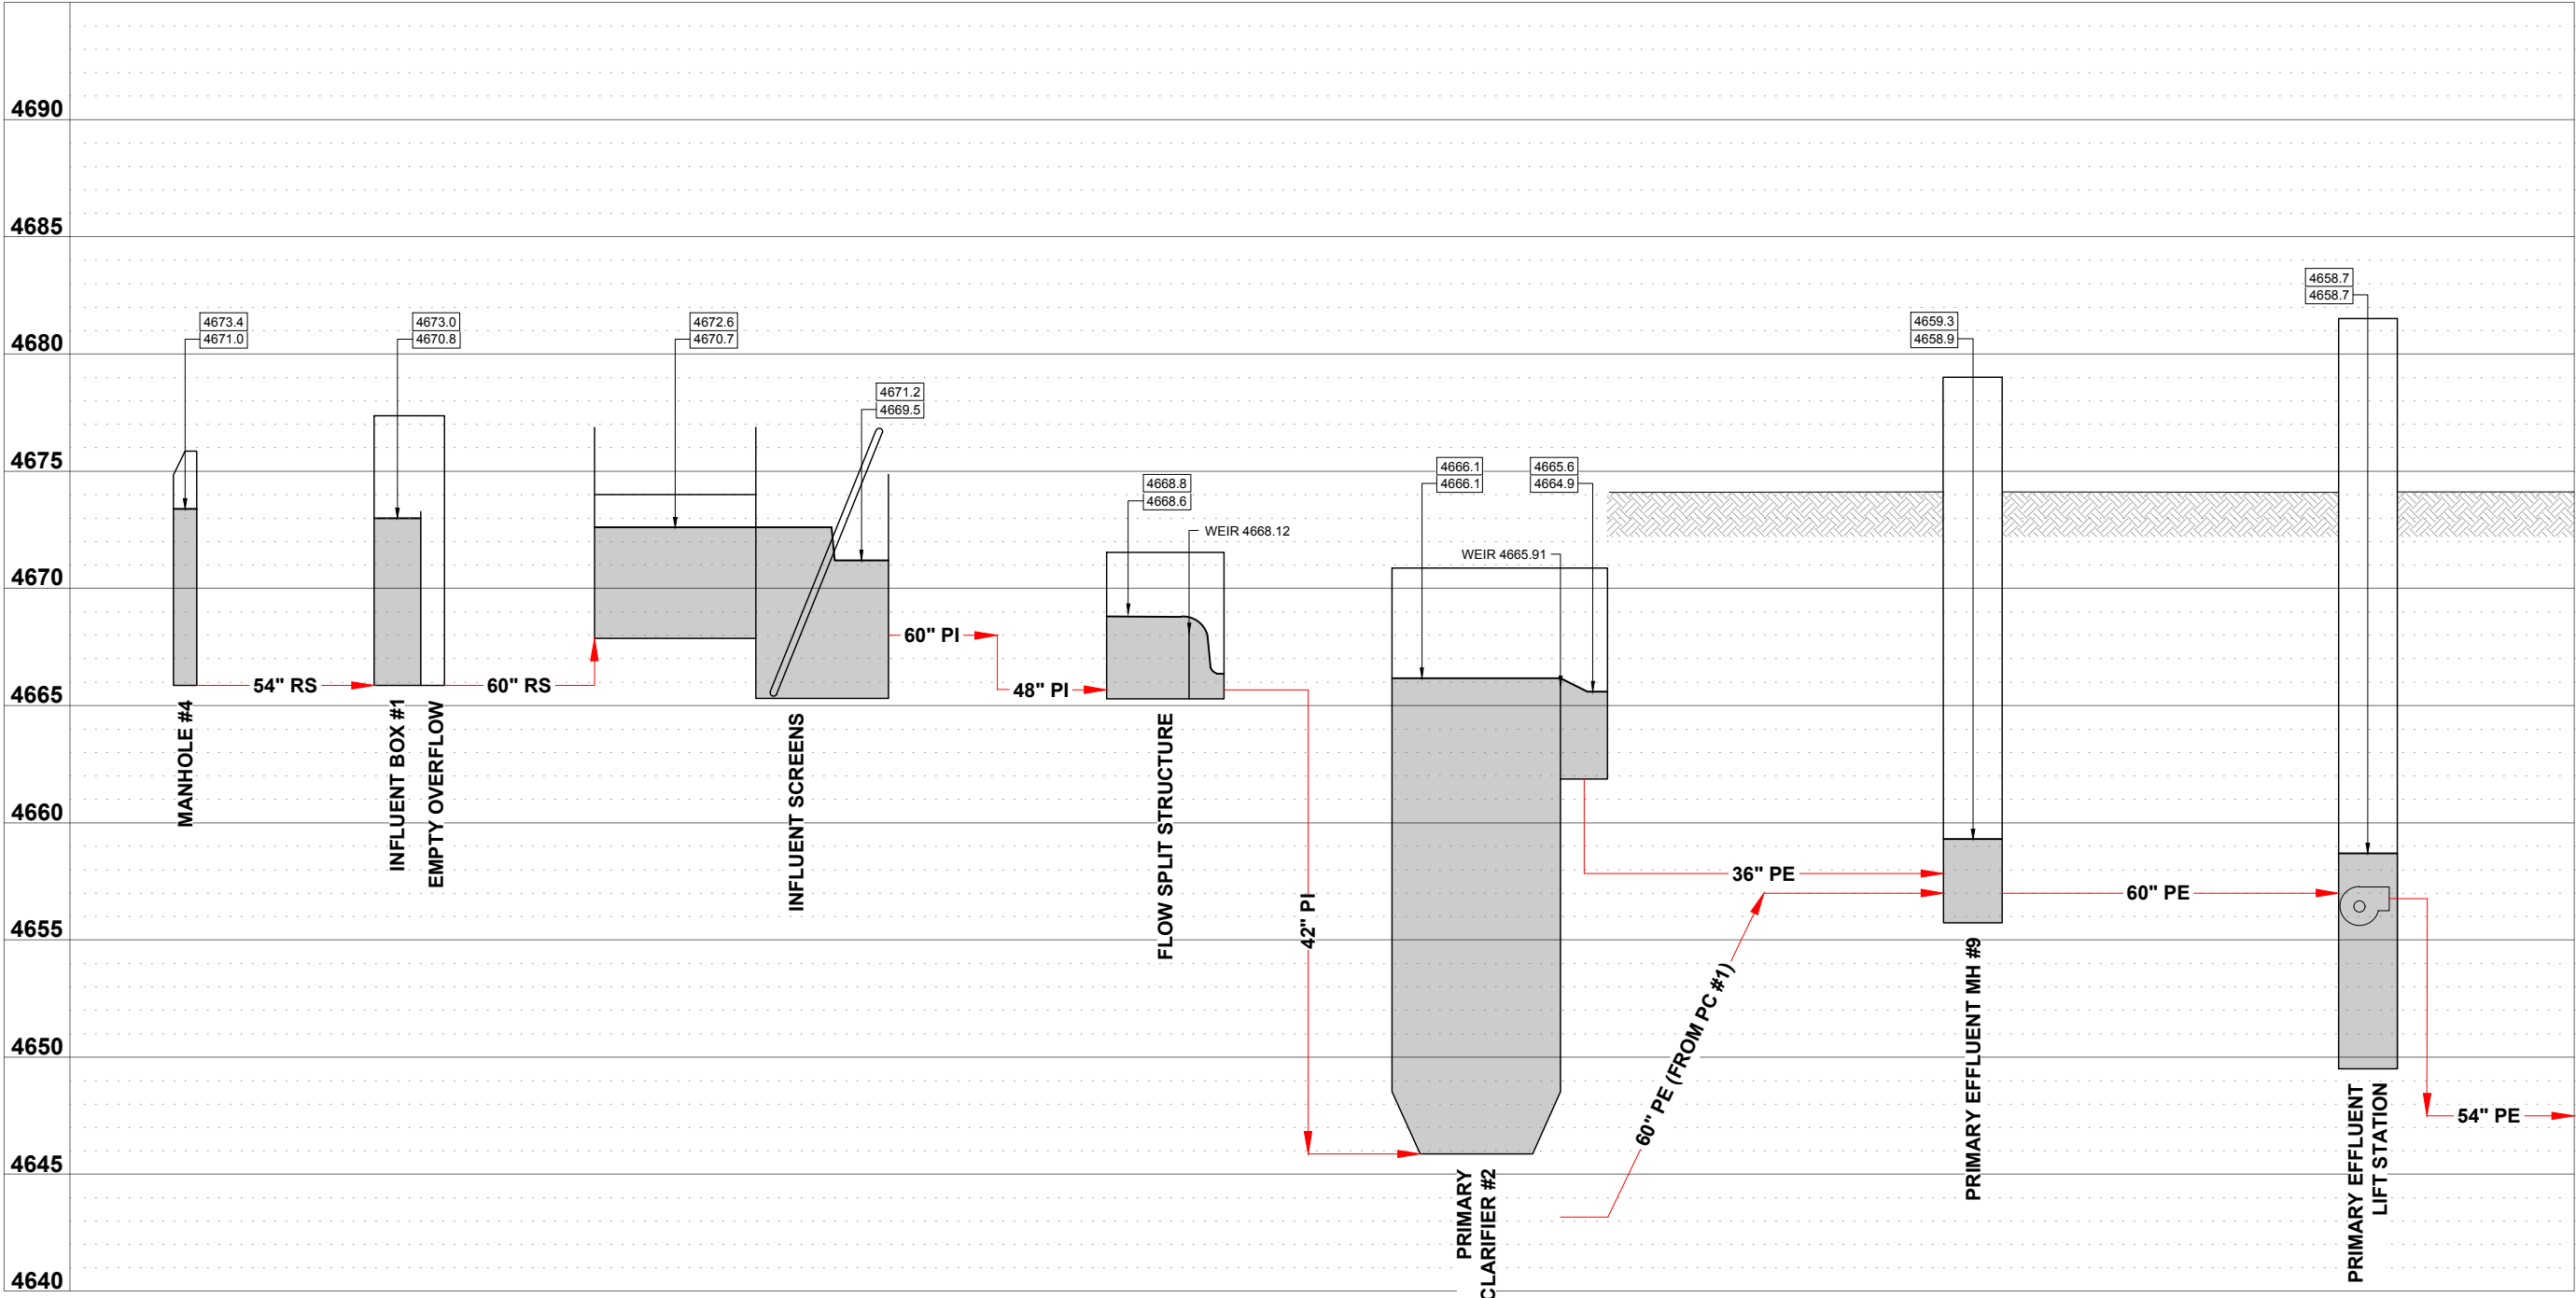 4690
4685
4680
4675
4670
4665
4660
4655
4650
4645
4640
4673.4
4671.0
4673.0
4670.8
4672.6
4670.7
4671.2
4669.5
4668.8
4668.6
WEIR 4668.12
4666.1
4666.1
4665.6
4664.9
WEIR 4665.91
4659.3
4658.9
4658.7
4658.7
54" RS
60" RS
60" PI
48" PI
42" PI
36" PE
60" PE (FROM PC #1)
60" PE
54" PE
MANHOLE #4
INFLUENT BOX #1
EMPTY OVERFLOW
INFLUENT SCREENS
FLOW SPLIT STRUCTURE
PRIMARY
CLARIFIER #2
PRIMARY EFFLUENT MH #9
PRIMARY EFFLUENT
LIFT STATION